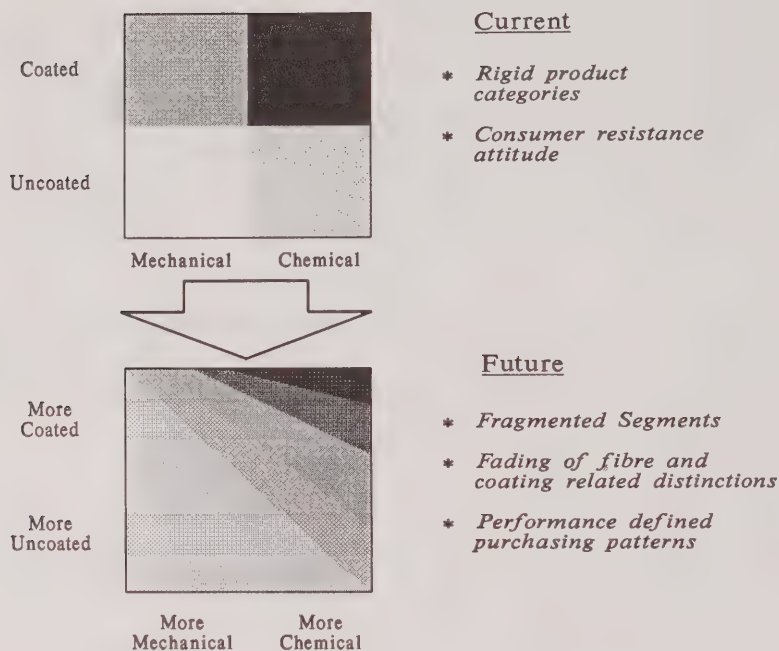 Current
Coated
* Rigid product
categories
* Consumer resistance
attitude
Uncoated
Mechanical Chemical
Future
More
Coated
* Fragmented Segments
* Fading of fibre and
coating related distinctions
* Performance defined
purchasing patterns
More
Uncoated
More
Mechanical
More
Chemical